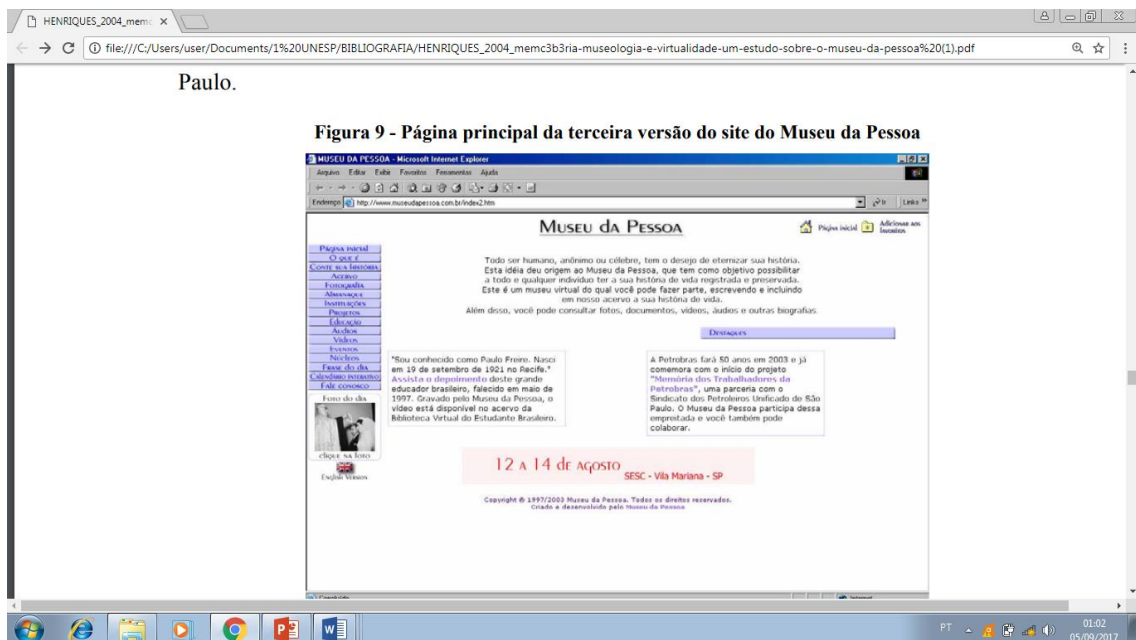 HENRIQUES_2004_memc
file:///C:/Users/user/Documents/1%20UNESP/BIBLIOGRAFIA/HENRIQUES_2004_memc3b3ria-museologia-e-virtualidade-um-estudo-sobre-o-museu-da-pessoa%20(1).pdf
Paulo.
Figura 9 - Página principal da terceira versão do site do Museu da Pessoa
MUSEU DA PESSOA - Microsoft Internet Explorer
Arquivo Editar Exibir Favoritos Ferramentas Ajuda
Endereço http://www.museudapessoa.com.br/index2.htm Ir Links
Museu da Pessoa
Página inicial
Adicionar aos
favoritos
Página inicial
O que é
Conte sua história
Acervo
Fotografia
Almanaque
Instituições
Projetos
Educação
Áudios
Vídeos
Eventos
Núcleos
Frase do dia
Calendário interativo
Fale conosco
Foto do dia
clique na foto
English Version
Todo ser humano, anônimo ou célebre, tem o desejo de eternizar sua história.
Esta idéia deu origem ao Museu da Pessoa, que tem como objetivo possibilitar
a todo e qualquer indivíduo ter a sua história de vida registrada e preservada.
Este é um museu virtual do qual você pode fazer parte, escrevendo e incluindo
em nosso acervo a sua história de vida.
Além disso, você pode consultar fotos, documentos, vídeos, áudios e outras biografias.
Destaques
"Sou conhecido como Paulo Freire. Nasci
em 19 de setembro de 1921 no Recife."
Assista o depoimento deste grande
educador brasileiro, falecido em maio de
1997. Gravado pelo Museu da Pessoa, o
vídeo está disponível no acervo da
Biblioteca Virtual do Estudante Brasileiro.
A Petrobras fará 50 anos em 2003 e já
comemora com o início do projeto
"Memória dos Trabalhadores da
Petrobras", uma parceria com o
Sindicato dos Petroleiros Unificado de São
Paulo. O Museu da Pessoa participa dessa
empreitada e você também pode
colaborar.
12 a 14 de agosto
SESC - Vila Mariana - SP
Copyright © 1997/2003 Museu da Pessoa. Todos os direitos reservados.
Criado e desenvolvido pelo Museu da Pessoa
PT
01:02
05/09/2017